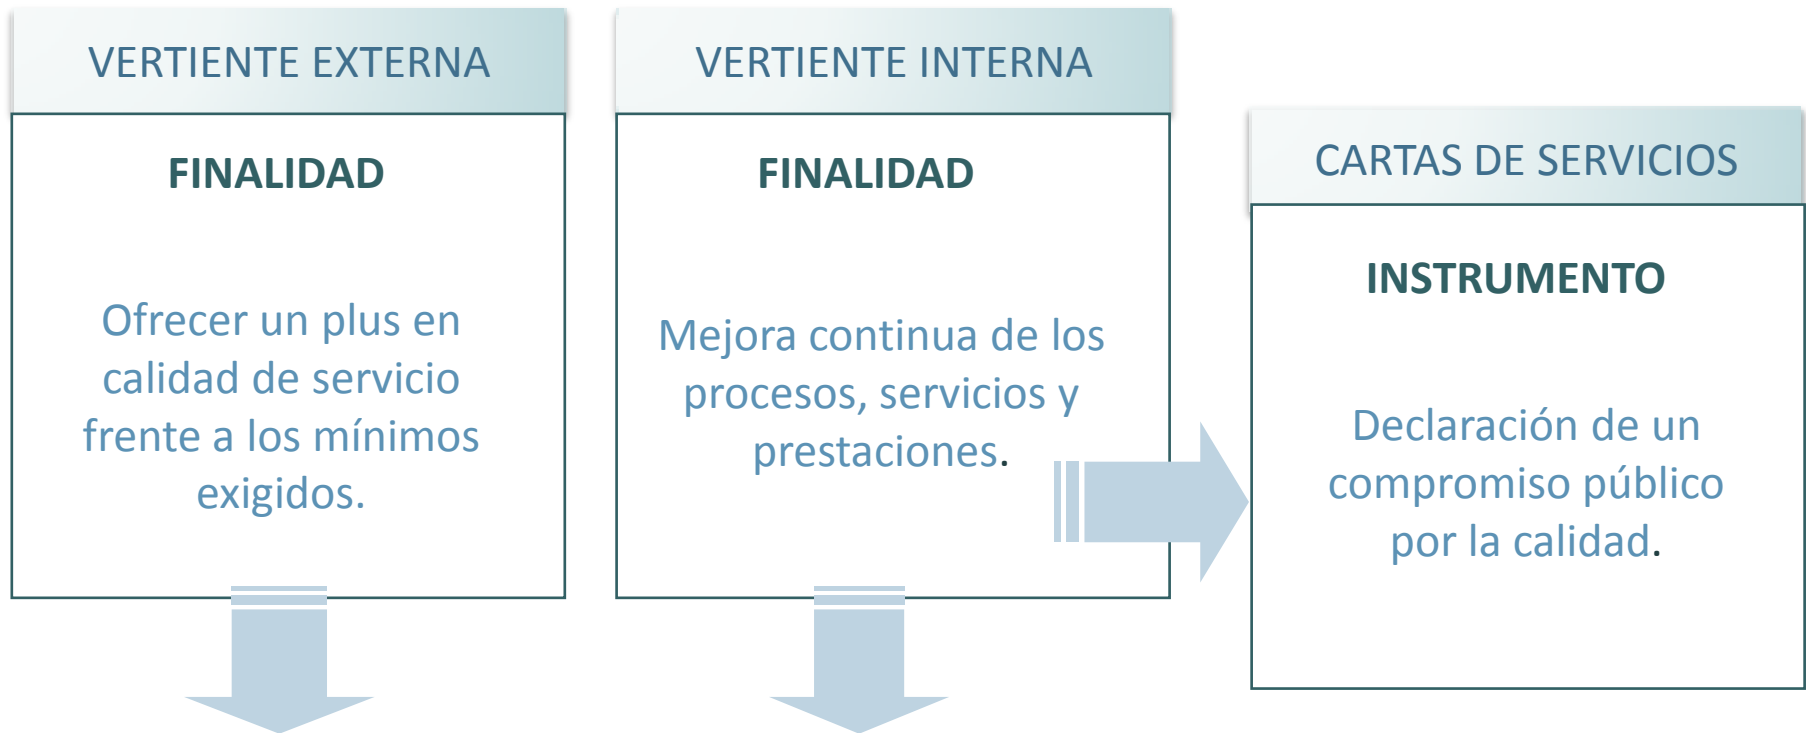 VERTIENTE EXTERNA
FINALIDAD
Ofrecer un plus en
calidad de servicio
frente a los mínimos
exigidos.
VERTIENTE INTERNA
FINALIDAD
Mejora continua de los
procesos, servicios y
prestaciones.
CARTAS DE SERVICIOS
INSTRUMENTO
Declaración de un
compromiso público
por la calidad.